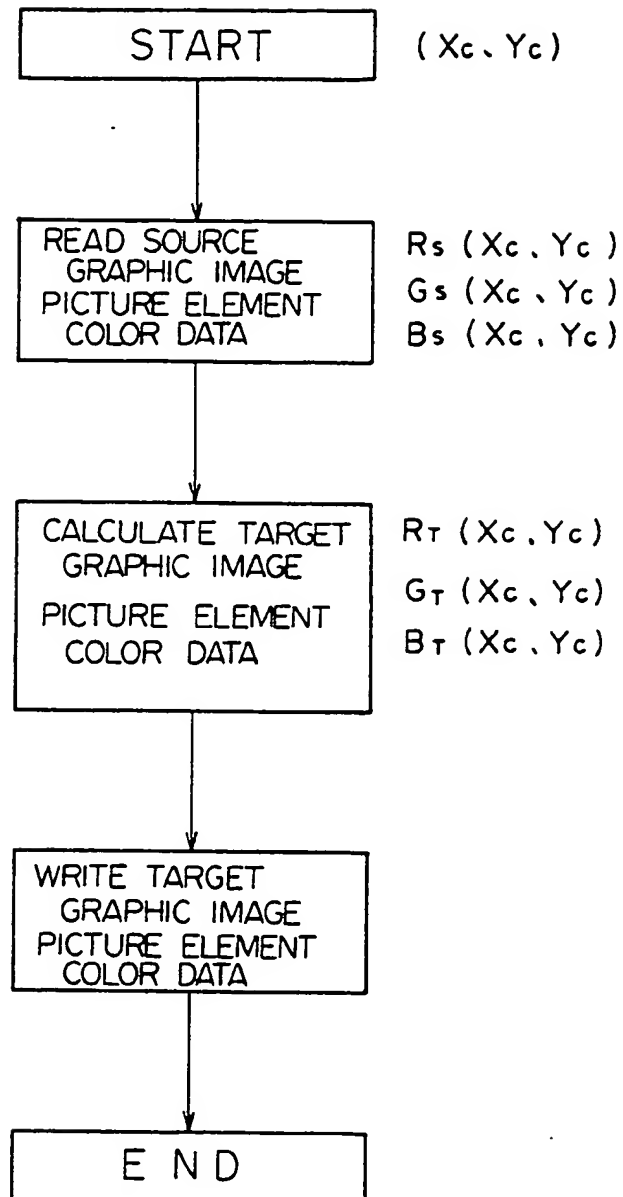 START (Xc、Yc)
READ SOURCE Rs (Xc、Yc)
GRAPHIC IMAGE Gs (Xc、Yc)
PICTURE ELEMENT Bs (Xc、Yc)
COLOR DATA
CALCULATE TARGET RT (Xc、Yc)
GRAPHIC IMAGE
GT (Xc、Yc)
PICTURE ELEMENT
COLOR DATA BT (Xc、Yc)
WRITE TARGET
GRAPHIC IMAGE
PICTURE ELEMENT
COLOR DATA
END